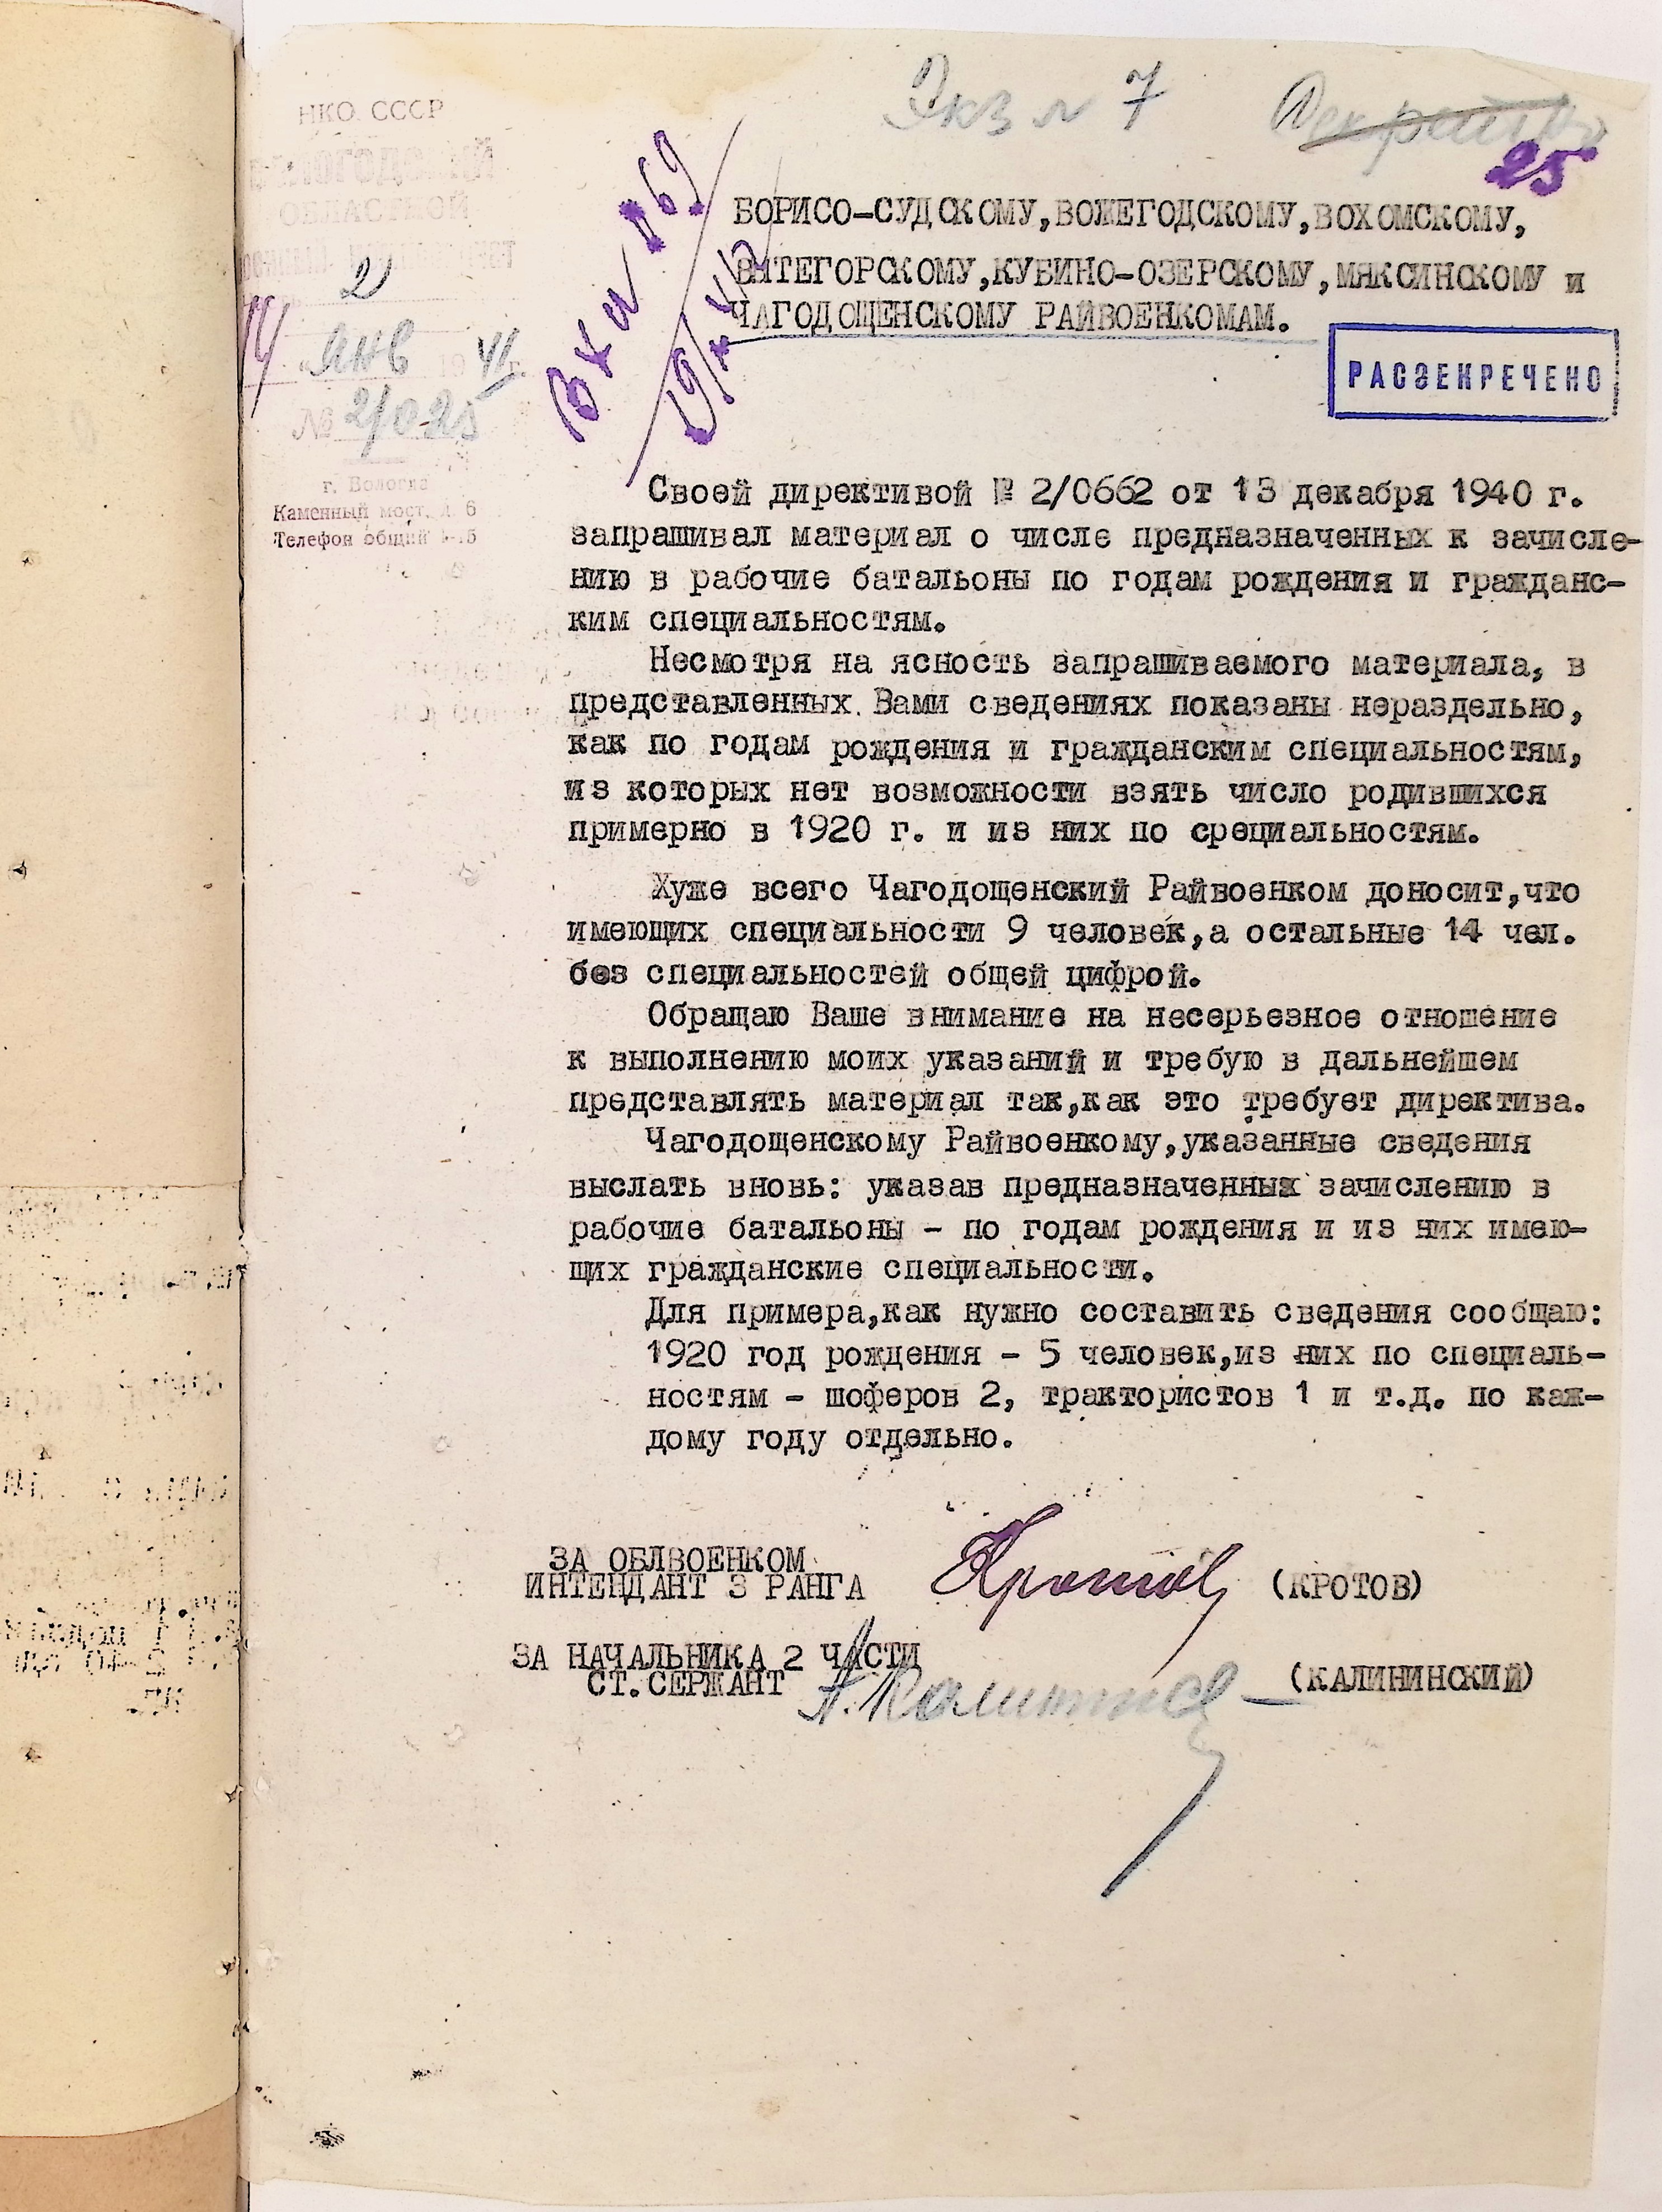 Экз № 7
Секретно
25
НКО СССР
ВОЛОГОДСКИЙ
ОБЛАСТНОЙ
2
14 " Янв 1941 г.
№ 2/025
г. Вологда
Каменный мост, д. 6
Телефон общий
Вх № 69
БОРИСО-СУДСКОМУ,ВОЖЕГОДСКОМУ,ВОХОМСКОМУ,
ВЫТЕГОРСКОМУ,КУБИНО-ОЗЕРСКОМУ,МЯКСИНСКОМУ и
ЧАГОДОЩЕНСКОМУ РАЙВОЕНКОМАМ.
РАССЕКРЕЧЕНО
Своей директивой № 2/0662 от 13 декабря 1940 г.
запрашивал материал о числе предназначенных к зачисле-
нию в рабочие батальоны по годам рождения и гражданс-
ким специальностям.
Несмотря на ясность запрашиваемого материала, в
представленных Вами сведениях показаны нераздельно,
как по годам рождения и гражданским специальностям,
из которых нет возможности взять число родившихся
примерно в 1920 г. и из них по срециальностям.
Хуже всего Чагодощенский Райвоенком доносит,что
имеющих специальности 9 человек,а остальные 14 чел.
без специальностей общей цифрой.
Обращаю Ваше внимание на несерьезное отношение
к выполнению моих указаний и требую в дальнейшем
представлять материал так,как это требует директива.
Чагодощенскому Райвоенкому,указанные сведения
выслать вновь: указав предназначенных зачислению в
рабочие батальоны - по годам рождения и из них имею-
щих гражданские специальности.
Для примера,как нужно составить сведения сообщаю:
1920 год рождения - 5 человек,из них по специаль-
ностям - шоферов 2, трактористов 1 и т.д. по каж-
дому году отдельно.
ЗА ОБЛВОЕНКОМ
ИНТЕНДАНТ 3 РАНГА Кротов (КРОТОВ)
ЗА НАЧАЛЬНИКА 2 ЧАСТИ
СТ.СЕРЖАНТ (КАЛИНИНСКИЙ)